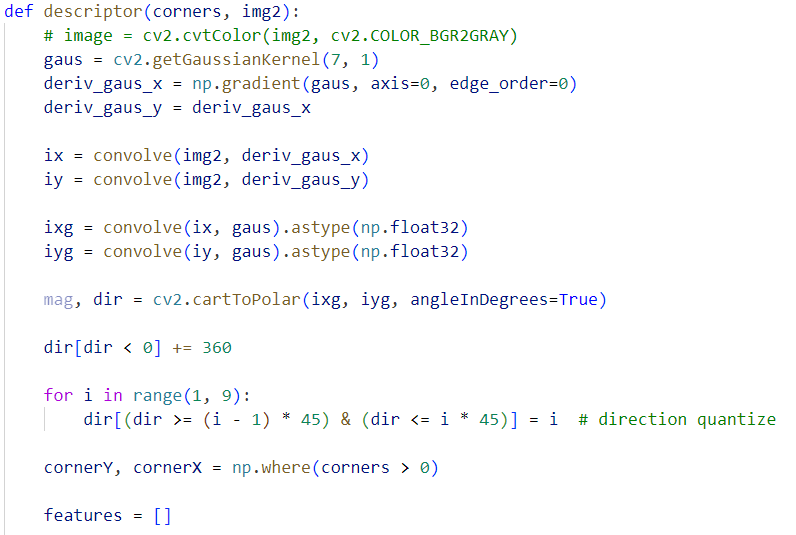 def descriptor(corners, img2):
    # image = cv2.cvtColor(img2, cv2.COLOR_BGR2GRAY)
    gaus = cv2.getGaussianKernel(7, 1)
    deriv_gaus_x = np.gradient(gaus, axis=0, edge_order=0)
    deriv_gaus_y = deriv_gaus_x
    ix = convolve(img2, deriv_gaus_x)
    iy = convolve(img2, deriv_gaus_y)
    ixg = convolve(ix, gaus).astype(np.float32)
    iyg = convolve(iy, gaus).astype(np.float32)
    mag, dir = cv2.cartToPolar(ixg, iyg, angleInDegrees=True)
    dir[dir < 0] += 360
    for i in range(1, 9):
        dir[(dir >= (i - 1) * 45) & (dir <= i * 45)] = i  # direction quantize
    cornerY, cornerX = np.where(corners > 0)
    features = []